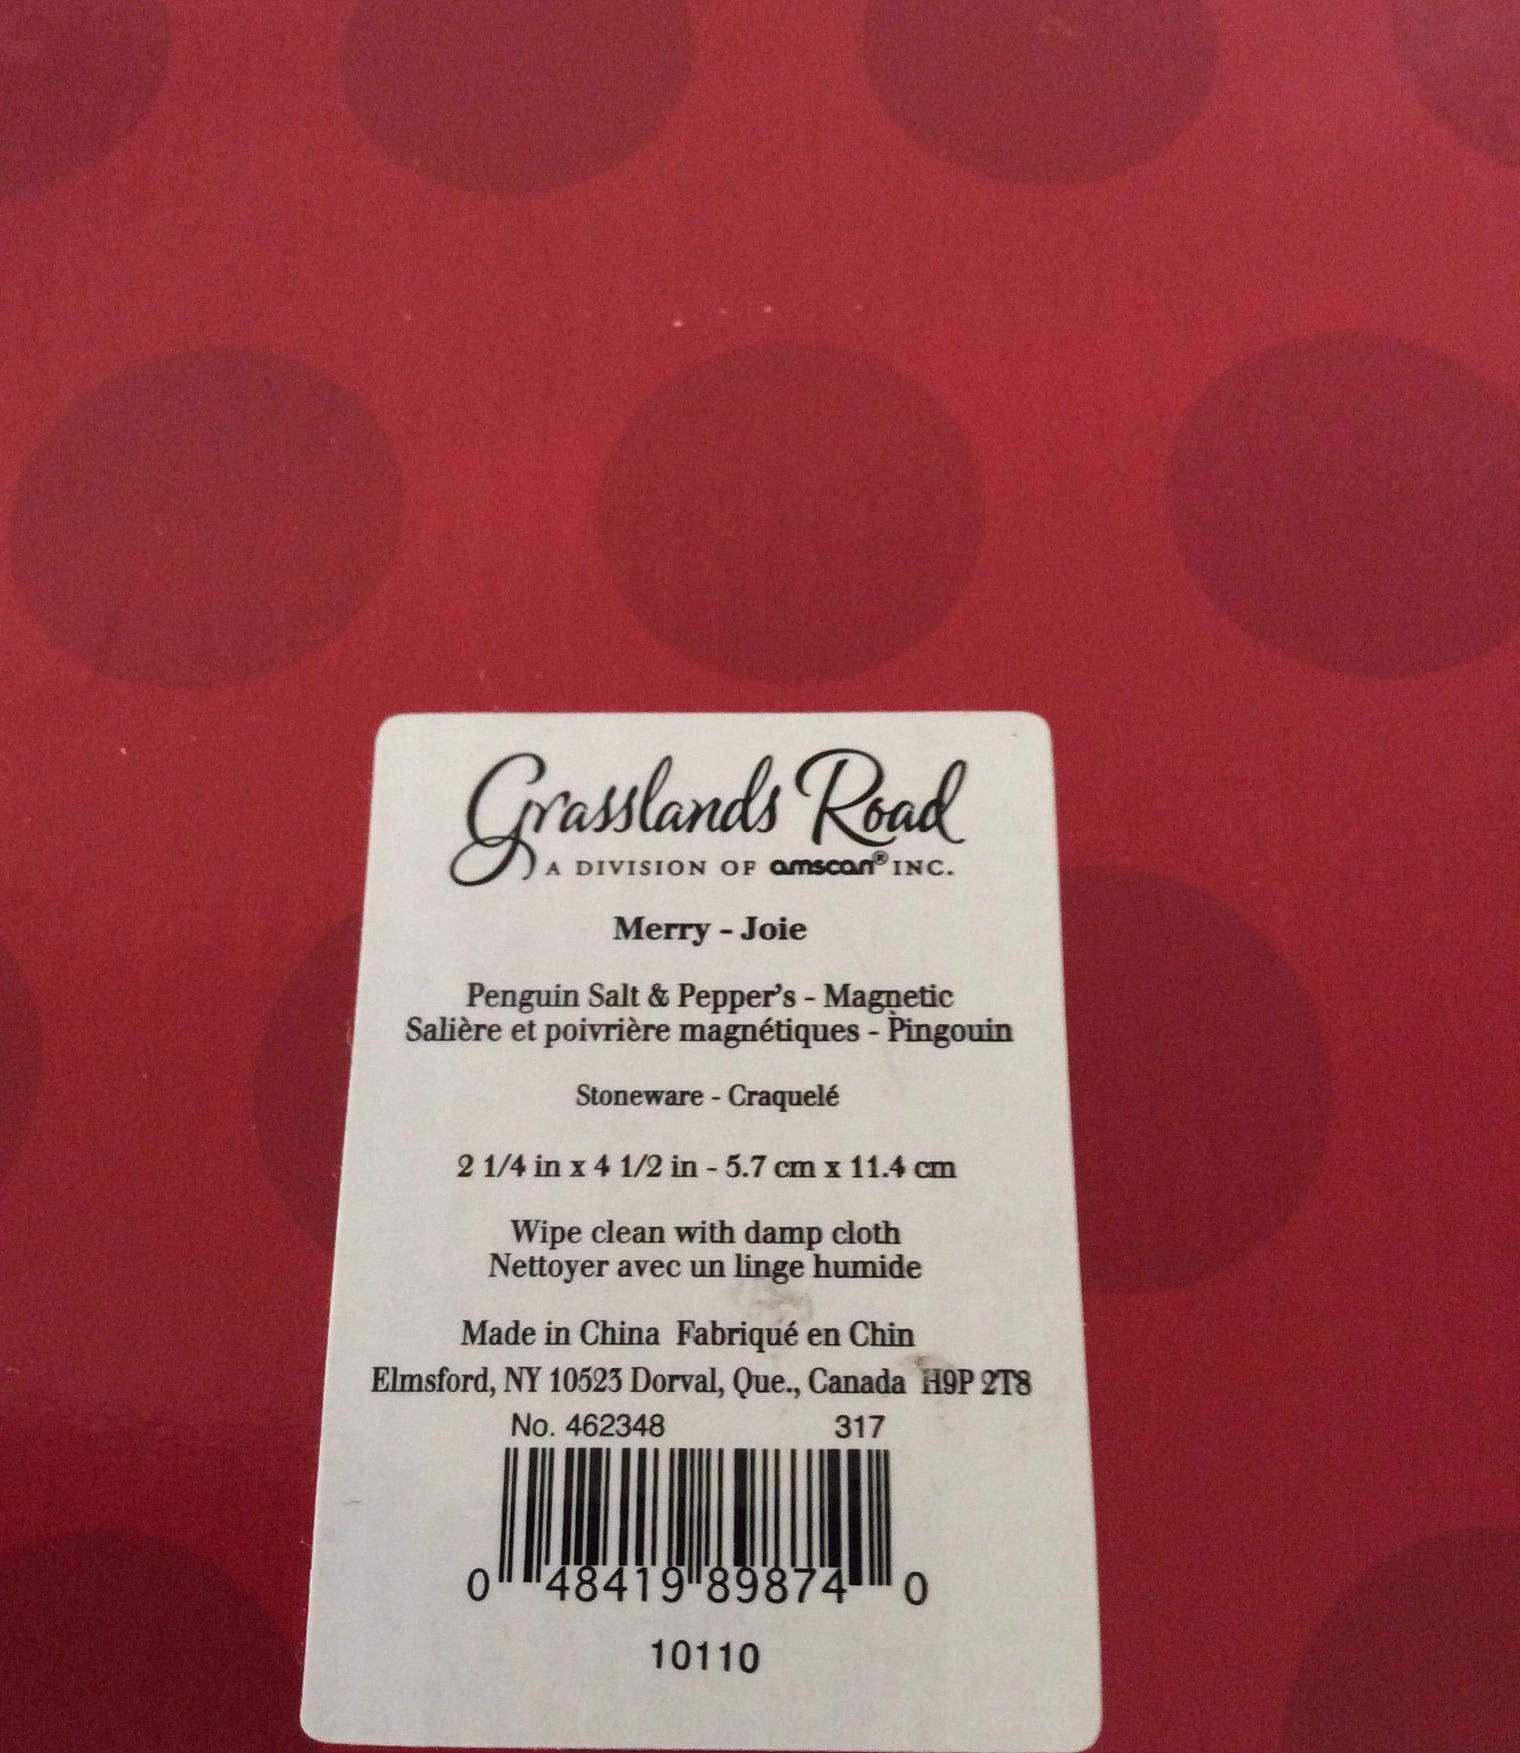 Grasslands Road
A DIVISION OF amscan® INC.
Merry - Joie
Penguin Salt & Pepper's - Magnetic
Salière et poivrière magnétiques - Pingouin
Stoneware - Craquelé
2 1/4 in x 4 1/2 in - 5.7 cm x 11.4 cm
Wipe clean with damp cloth
Nettoyer avec un linge humide
Made in China Fabriqué en Chin
Elmsford, NY 10523 Dorval, Que., Canada H9P 2T8
No. 462348 317
0 48419 89874 0
10110